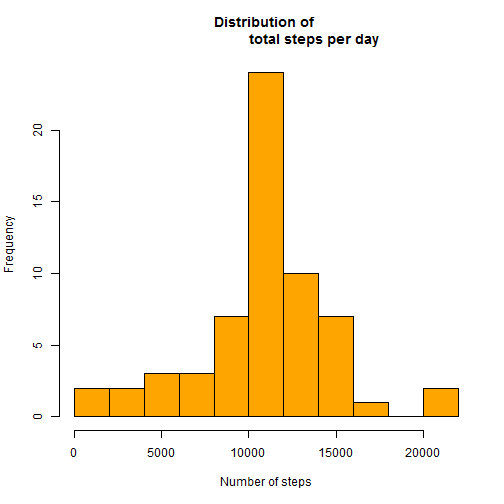 Distribution of
total steps per day
Frequency
20
15
10
5
0
0 5000 10000 15000 20000
Number of steps